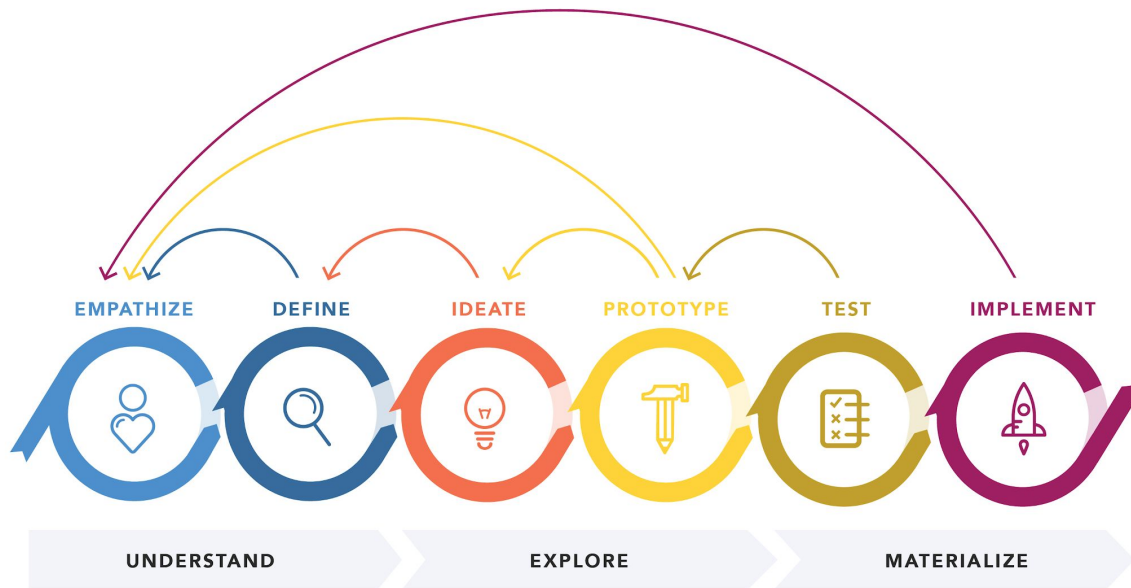 EMPATHIZE
DEFINE
IDEATE
PROTOTYPE
TEST
IMPLEMENT
UNDERSTAND
EXPLORE
MATERIALIZE